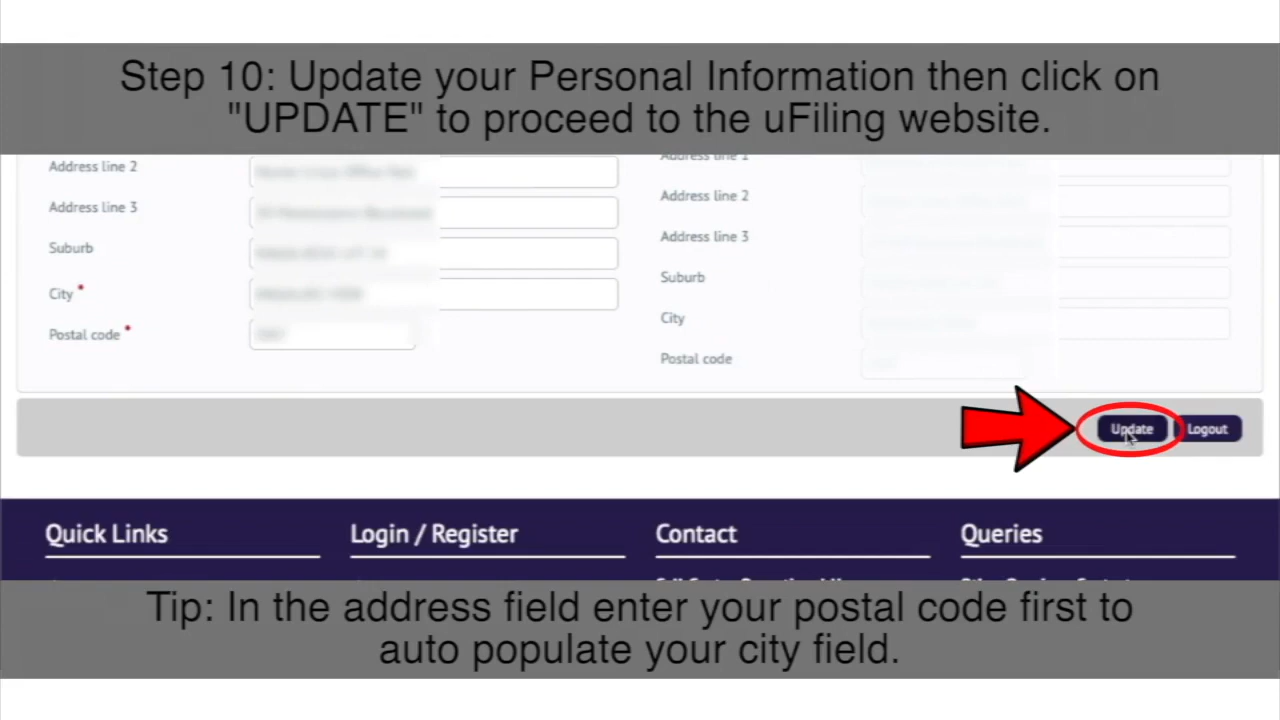 Step 10: Update your Personal Information then click on
"UPDATE" to proceed to the uFiling website.
Address line 2
Address line 3
Suburb
City *
Postal code *
Address line 1
Address line 2
Address line 3
Suburb
City
Postal code
Update
Logout
Quick Links
Login / Register
Contact
Queries
Tip: In the address field enter your postal code first to
auto populate your city field.